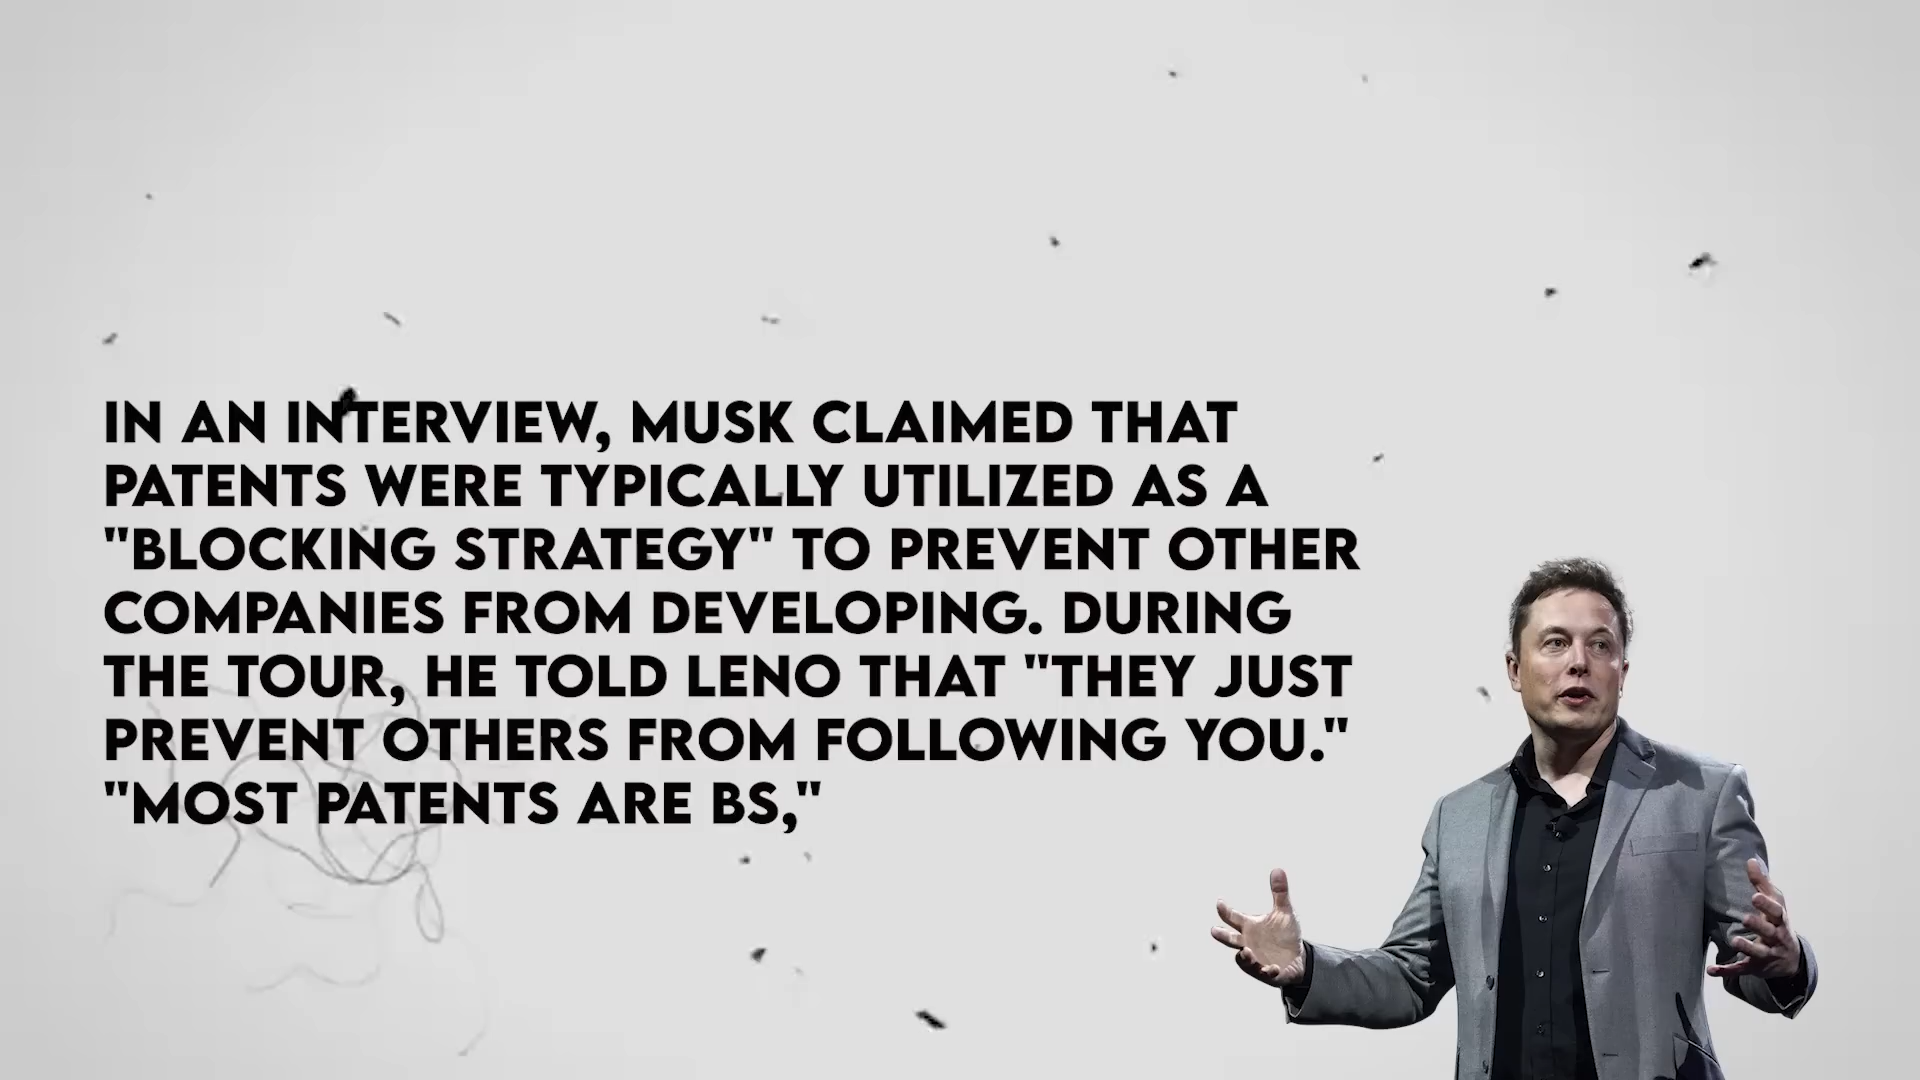 IN AN INTERVIEW, MUSK CLAIMED THAT
PATENTS WERE TYPICALLY UTILIZED AS A
"BLOCKING STRATEGY" TO PREVENT OTHER
COMPANIES FROM DEVELOPING. DURING
THE TOUR, HE TOLD LENO THAT "THEY JUST
PREVENT OTHERS FROM FOLLOWING YOU."
"MOST PATENTS ARE BS,"